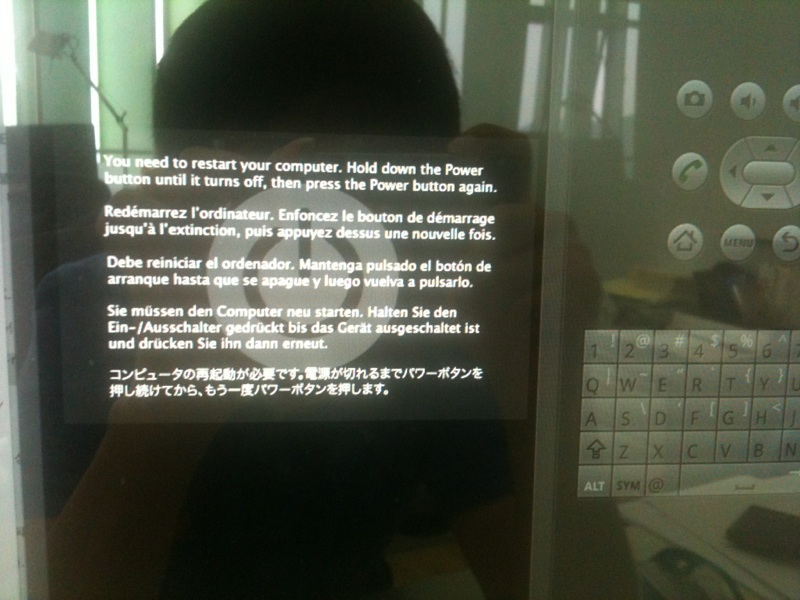 You need to restart your computer. Hold down the Power
button until it turns off, then press the Power button again.
Redémarrez l'ordinateur. Enfoncez le bouton de démarrage
jusqu'à l'extinction, puis appuyez dessus une nouvelle fois.
Debe reiniciar el ordenador. Mantenga pulsado el botón de
arranque hasta que se apague y luego vuelva a pulsarlo.
Sie müssen den Computer neu starten. Halten Sie den
Ein-/Ausschalter gedrückt bis das Gerät ausgeschaltet ist
und drücken Sie ihn dann erneut.
コンピュータの再起動が必要です。電源が切れるまでパワーボタンを
押し続けてから、もう一度パワーボタンを押します。
MENU
1 ! 2 @ 3 # 4 $ 5 % 6 ^
Q W E R T Y U
A S D F G H J
Z X C V B N
ALT SYM @